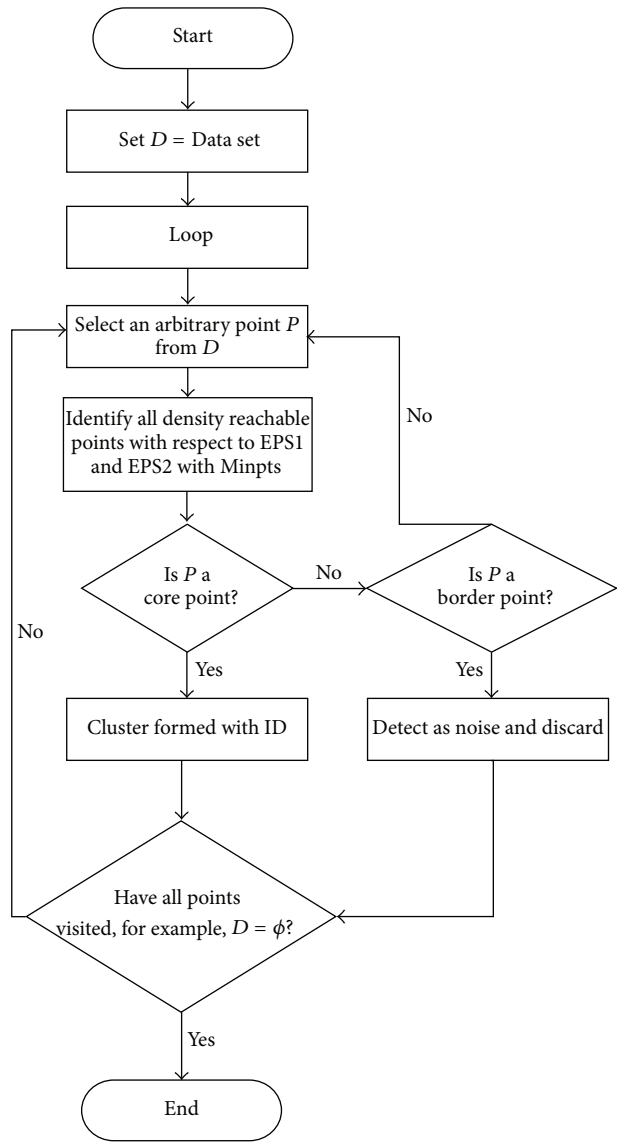 Start
Set D = Data set
Loop
Select an arbitrary point P
from D
Identify all density reachable
points with respect to EPS1
and EPS2 with Minpts
No
Is P a
core point?
No
Is P a
border point?
No
Yes
Yes
Cluster formed with ID
Detect as noise and discard
Have all points
visited, for example, D = ϕ?
Yes
End